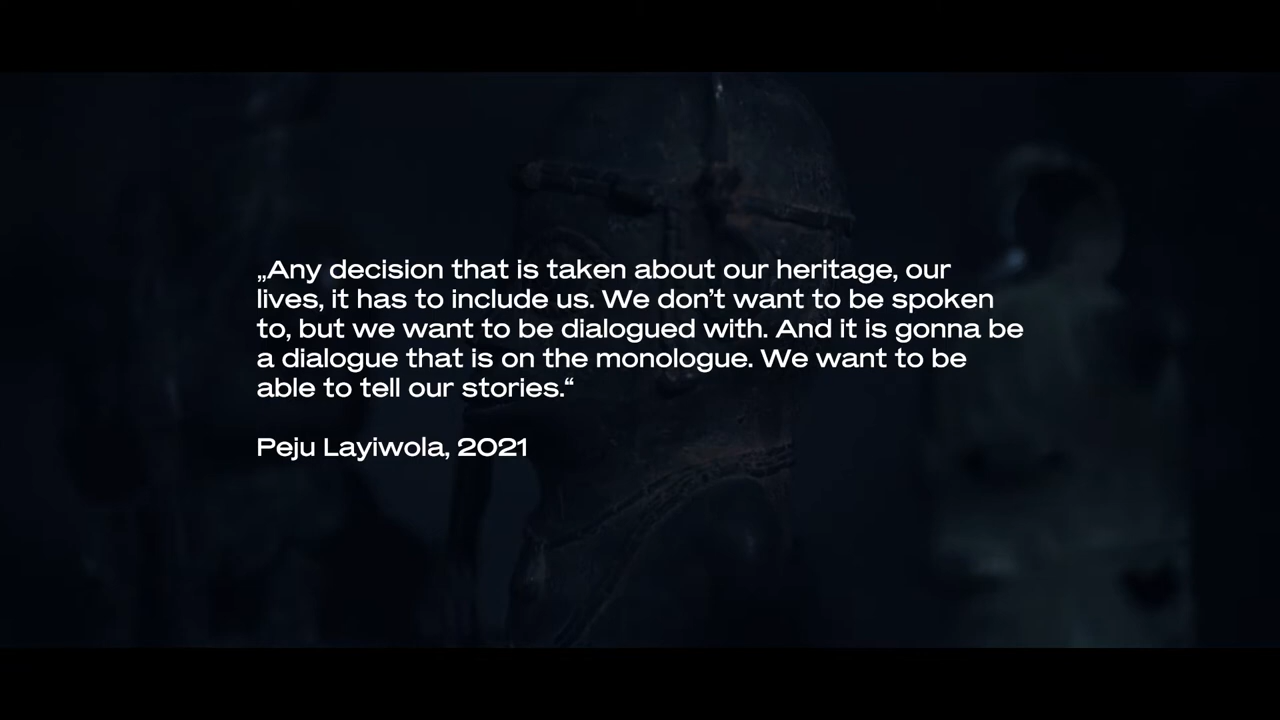 „Any decision that is taken about our heritage, our
lives, it has to include us. We don’t want to be spoken
to, but we want to be dialogued with. And it is gonna be
a dialogue that is on the monologue. We want to be
able to tell our stories.“
Peju Layiwola, 2021